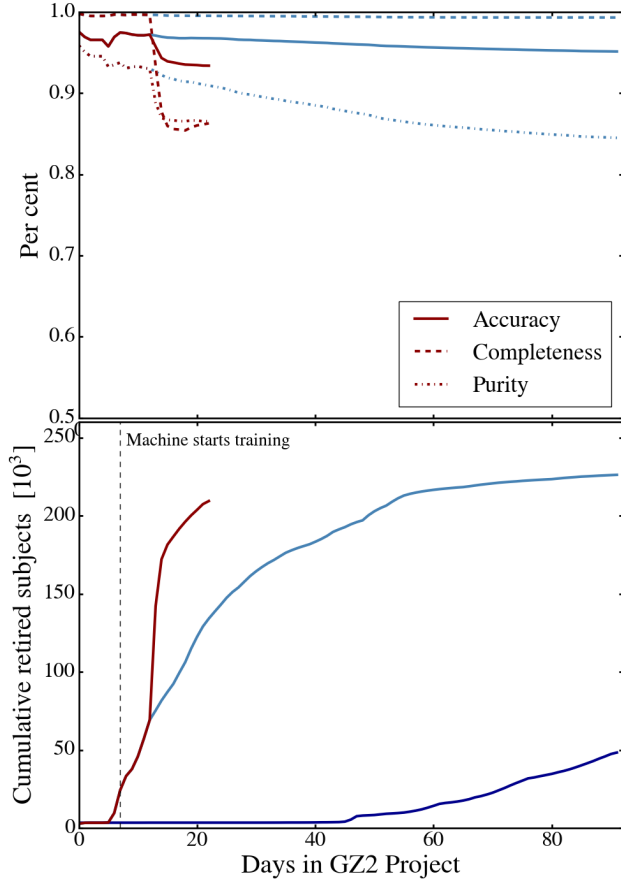 1.0
0.9
0.8
0.7
0.6
0.5
Per cent
Accuracy
Completeness
Purity
0
250
200
150
100
50
0
Cumulative retired subjects [10³]
Machine starts training
0
20
40
60
80
Days in GZ2 Project